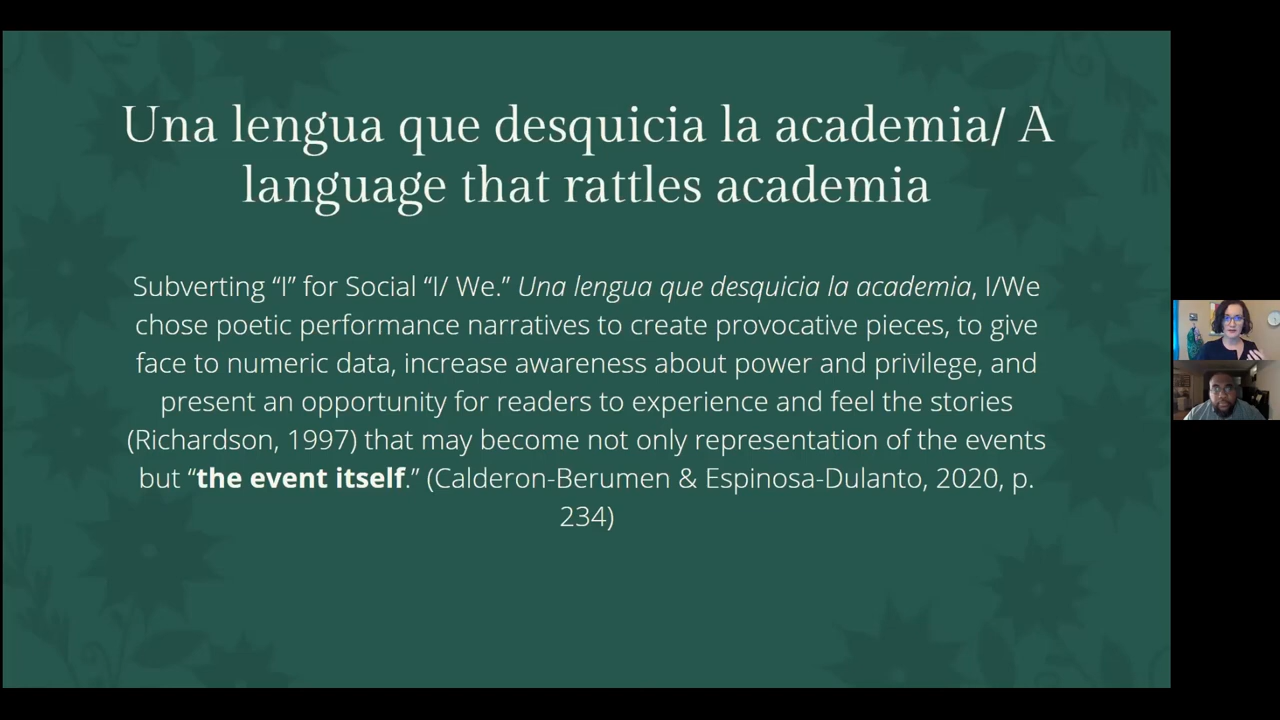 Una lengua que desquicia la academia/ A
language that rattles academia
Subverting “I” for Social “I/ We.” Una lengua que desquicia la academia, I/We
chose poetic performance narratives to create provocative pieces, to give
face to numeric data, increase awareness about power and privilege, and
present an opportunity for readers to experience and feel the stories
(Richardson, 1997) that may become not only representation of the events
but “the event itself.” (Calderon-Berumen & Espinosa-Dulanto, 2020, p.
234)